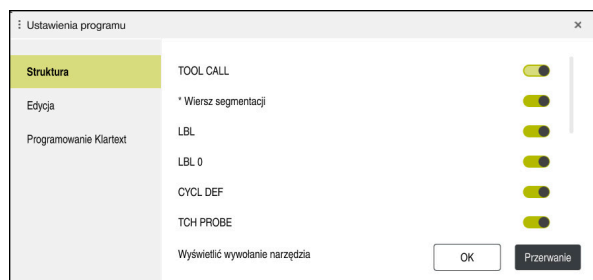 Ustawienia programu
Struktura
Edycja
Programowanie Klartext
TOOL CALL
* Wiersz segmentacji
LBL
LBL 0
CYCL DEF
TCH PROBE
Wyświetlić wywołanie narzędzia
OK
Przerwanie